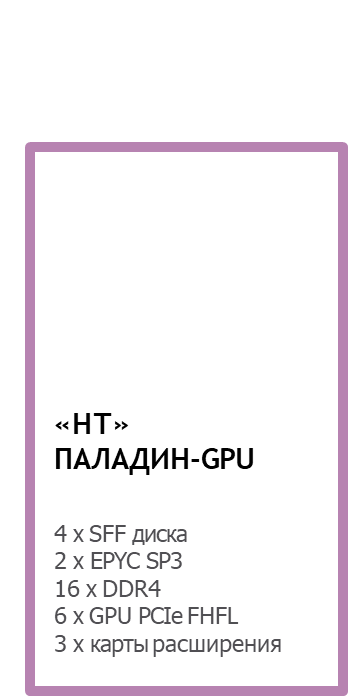 «НТ»
ПАЛАДИН-GPU
4 x SFF диска
2 x EPYC SP3
16 x DDR4
6 x GPU PCIe FHFL
3 x карты расширения